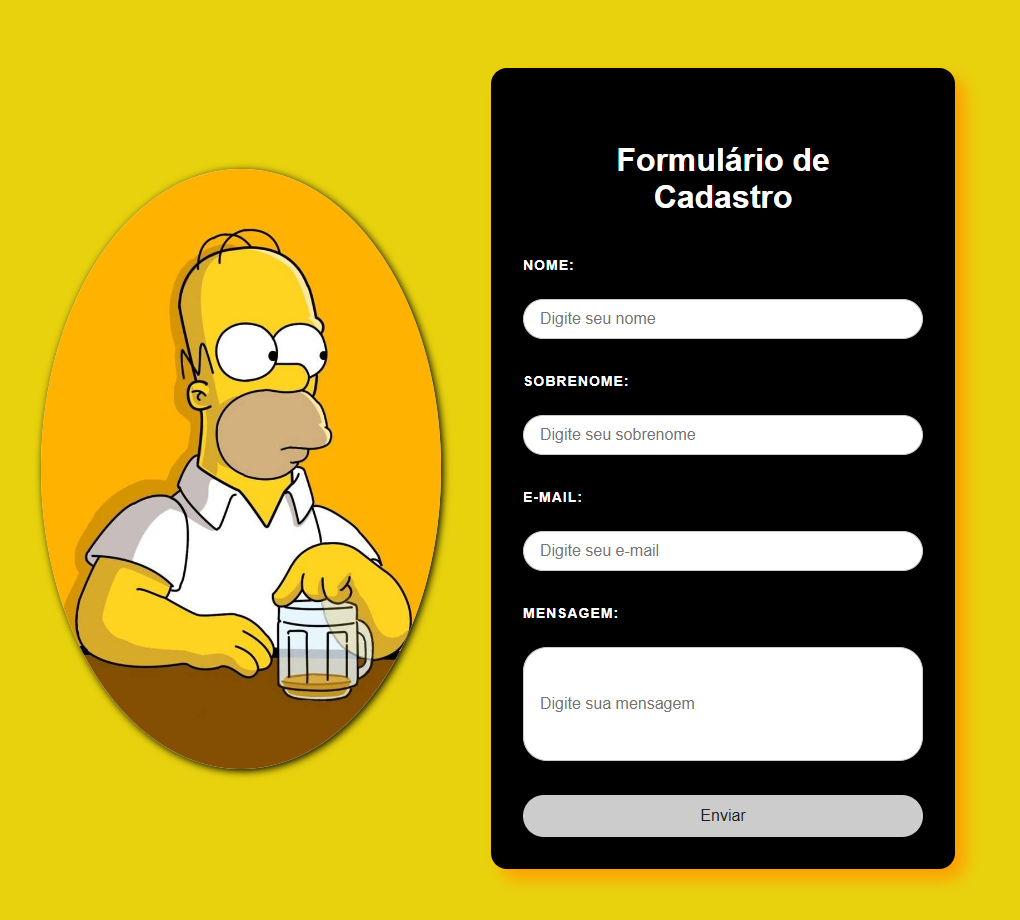 Formulário de
Cadastro
NOME:
Digite seu nome
SOBRENOME:
Digite seu sobrenome
E-MAIL:
Digite seu e-mail
MENSAGEM:
Digite sua mensagem
Enviar